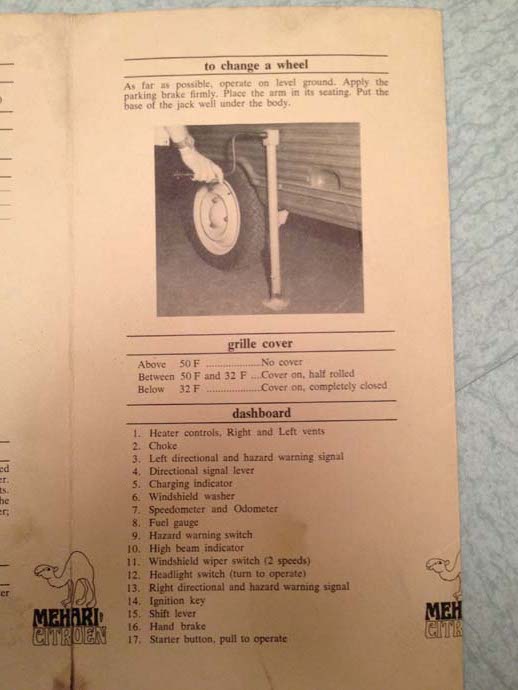 to change a wheel
As far as possible, operate on level ground. Apply the
parking brake firmly. Place the arm in its seating. Put the
base of the jack well under the body.
grille cover
Above 50 F ..................No cover
Between 50 F and 32 F ...Cover on, half rolled
Below 32 F ..................Cover on, completely closed
dashboard
1. Heater controls, Right and Left vents
2. Choke
3. Left directional and hazard warning signal
4. Directional signal lever
5. Charging indicator
6. Windshield washer
7. Speedometer and Odometer
8. Fuel gauge
9. Hazard warning switch
10. High beam indicator
11. Windshield wiper switch (2 speeds)
12. Headlight switch (turn to operate)
13. Right directional and hazard warning signal
14. Ignition key
15. Shift lever
16. Hand brake
17. Starter button, pull to operate
MEHARI
CITROEN
MEH
CITR